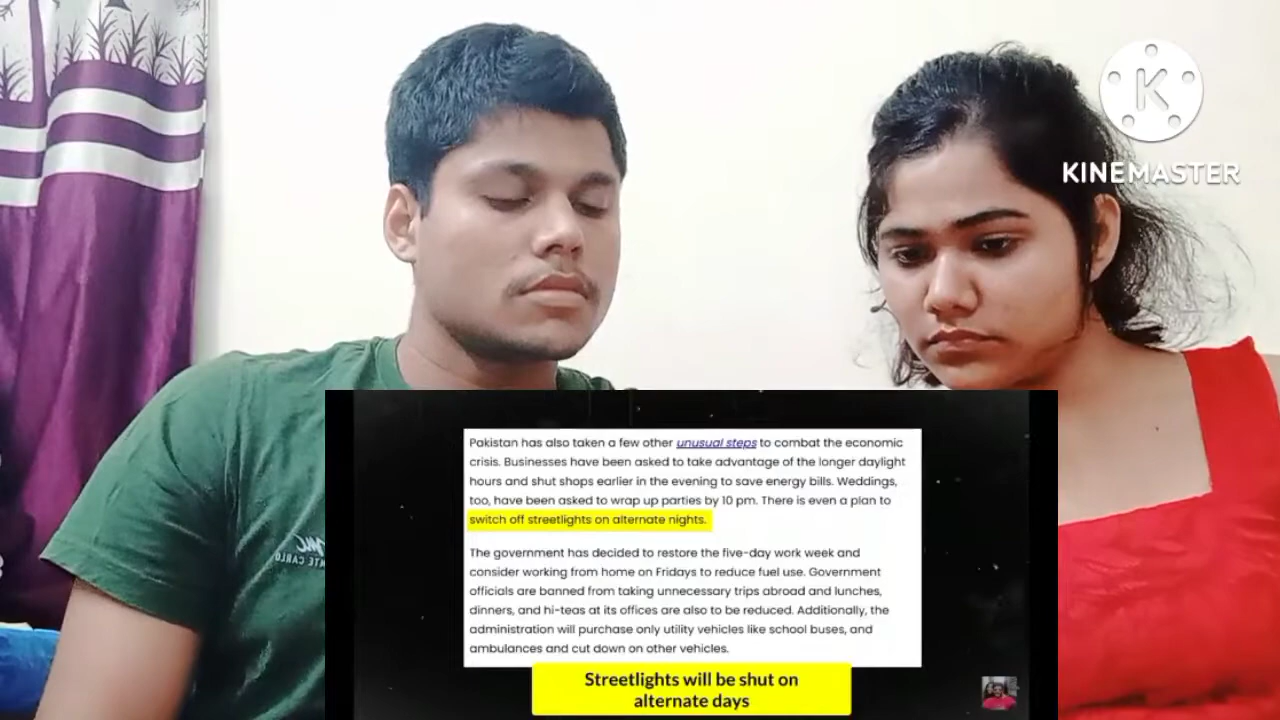 KINEMASTER
Pakistan has also taken a few other unusual steps to combat the economic
crisis. Businesses have been asked to take advantage of the longer daylight
hours and shut shops earlier in the evening to save energy bills. Weddings,
too, have been asked to wrap up parties by 10 pm. There is even a plan to
switch off streetlights on alternate nights.
The government has decided to restore the five-day work week and
consider working from home on Fridays to reduce fuel use. Government
officials are banned from taking unnecessary trips abroad and lunches,
dinners, and hi-teas at its offices are also to be reduced. Additionally, the
administration will purchase only utility vehicles like school buses, and
ambulances and cut down on other vehicles.
Streetlights will be shut on
alternate days